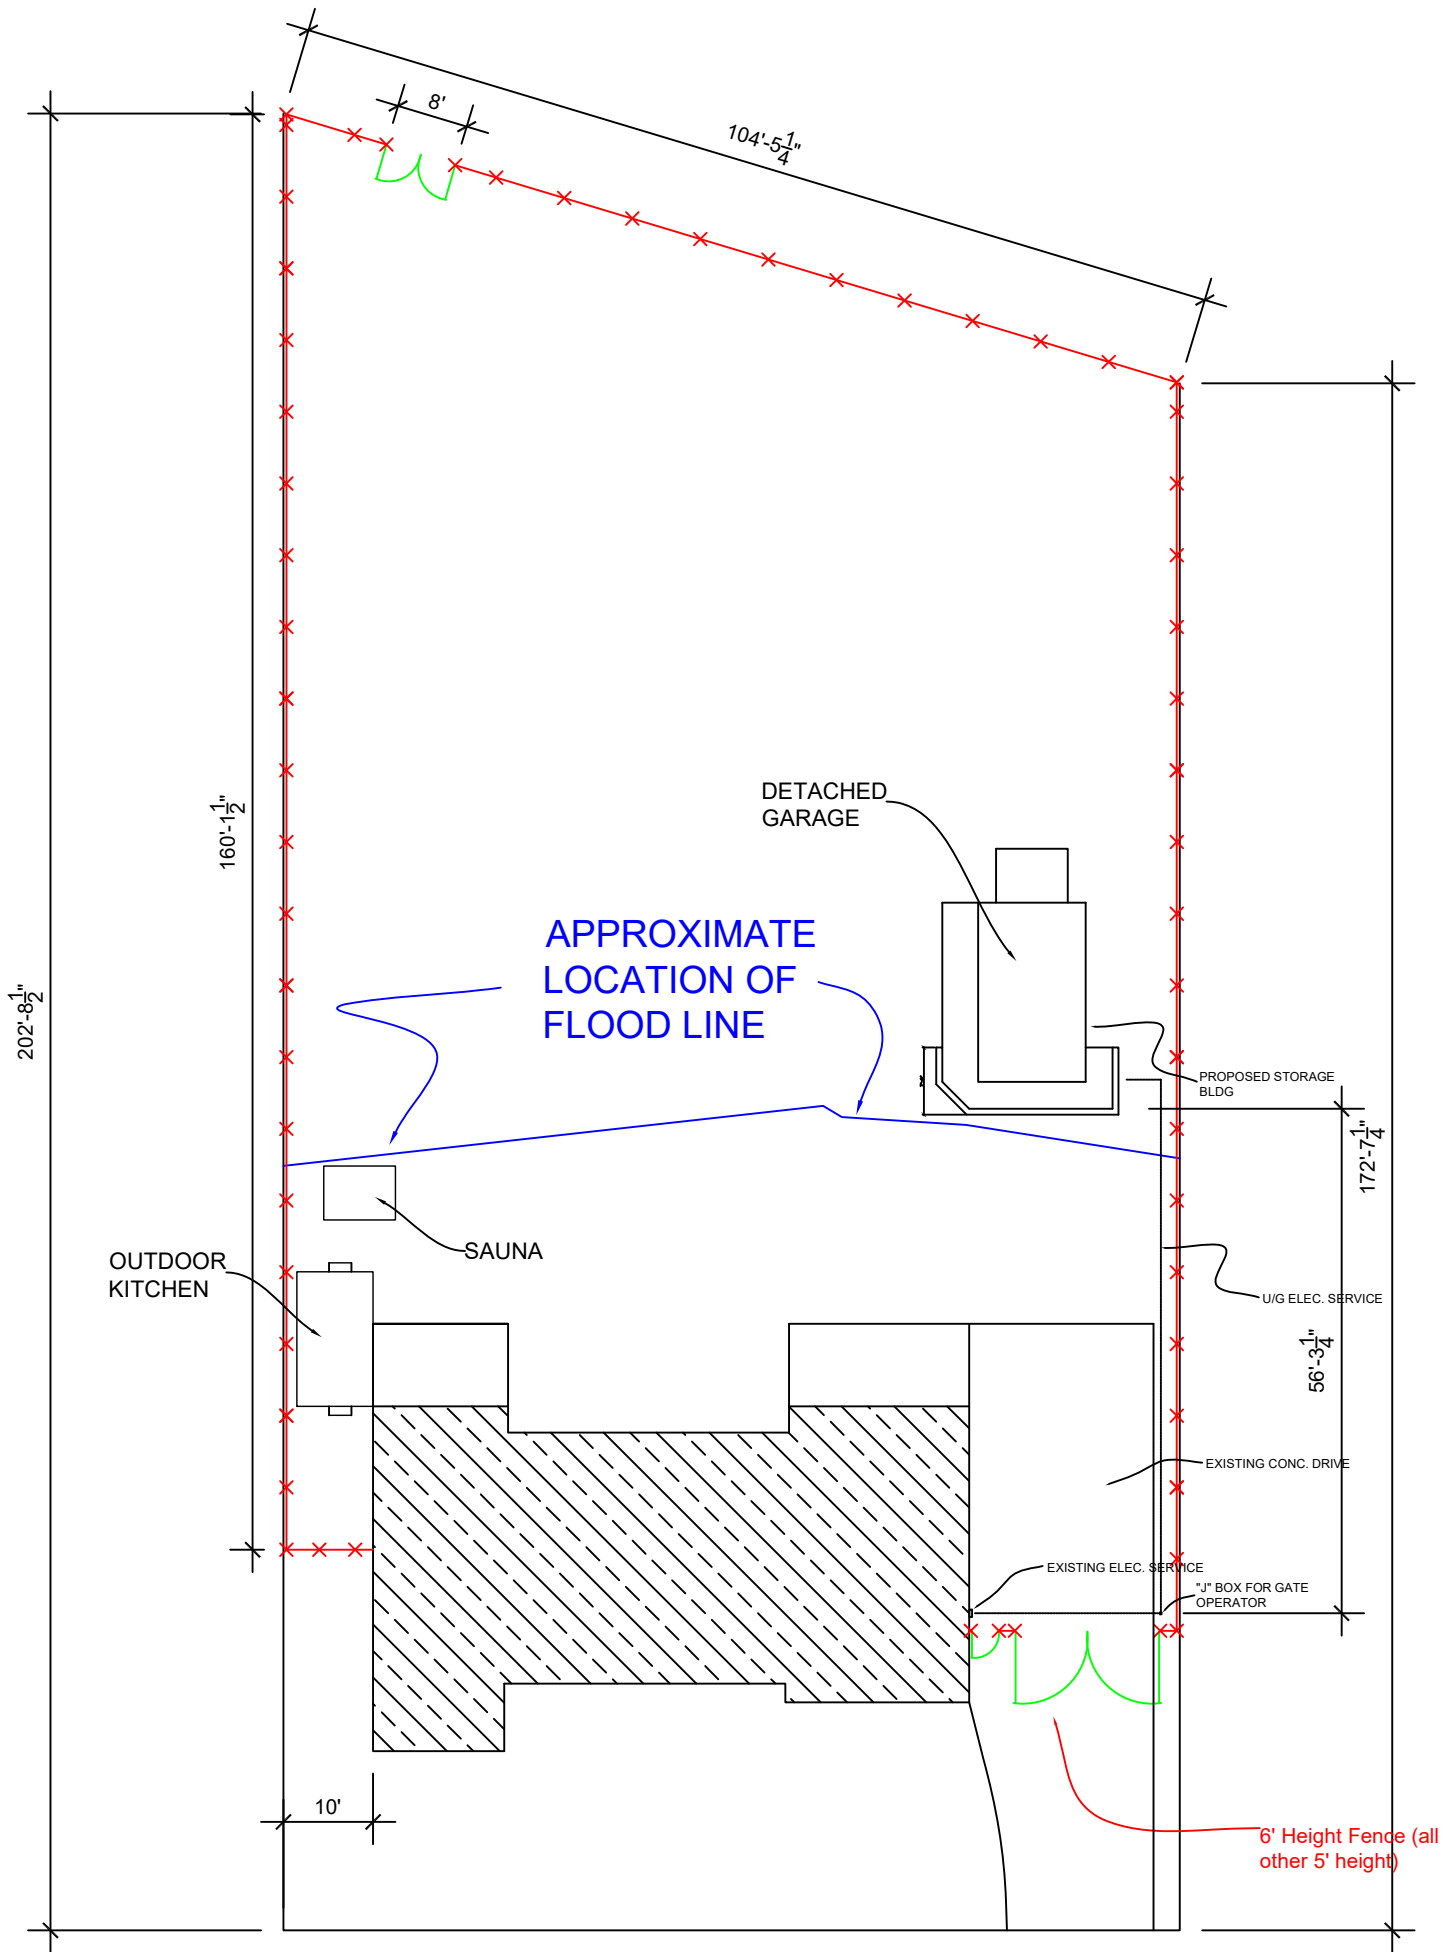 8'
104'-5 1/4"
160'-1 1/2"
202'-8 1/2"
DETACHED
GARAGE
APPROXIMATE
LOCATION OF
FLOOD LINE
PROPOSED STORAGE
BLDG
172'-7 1/4"
SAUNA
OUTDOOR
KITCHEN
U/G ELEC. SERVICE
56'-3 1/4"
EXISTING CONC. DRIVE
EXISTING ELEC. SERVICE
"J" BOX FOR GATE
OPERATOR
10'
6' Height Fence (all
other 5' height)